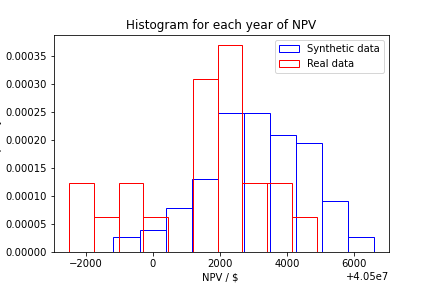 Histogram for each year of NPV
Synthetic data
Real data
0.00035
0.00030
0.00025
0.00020
0.00015
0.00010
0.00005
0.00000
−2000 0 2000 4000 6000
NPV / $
+4.05e7